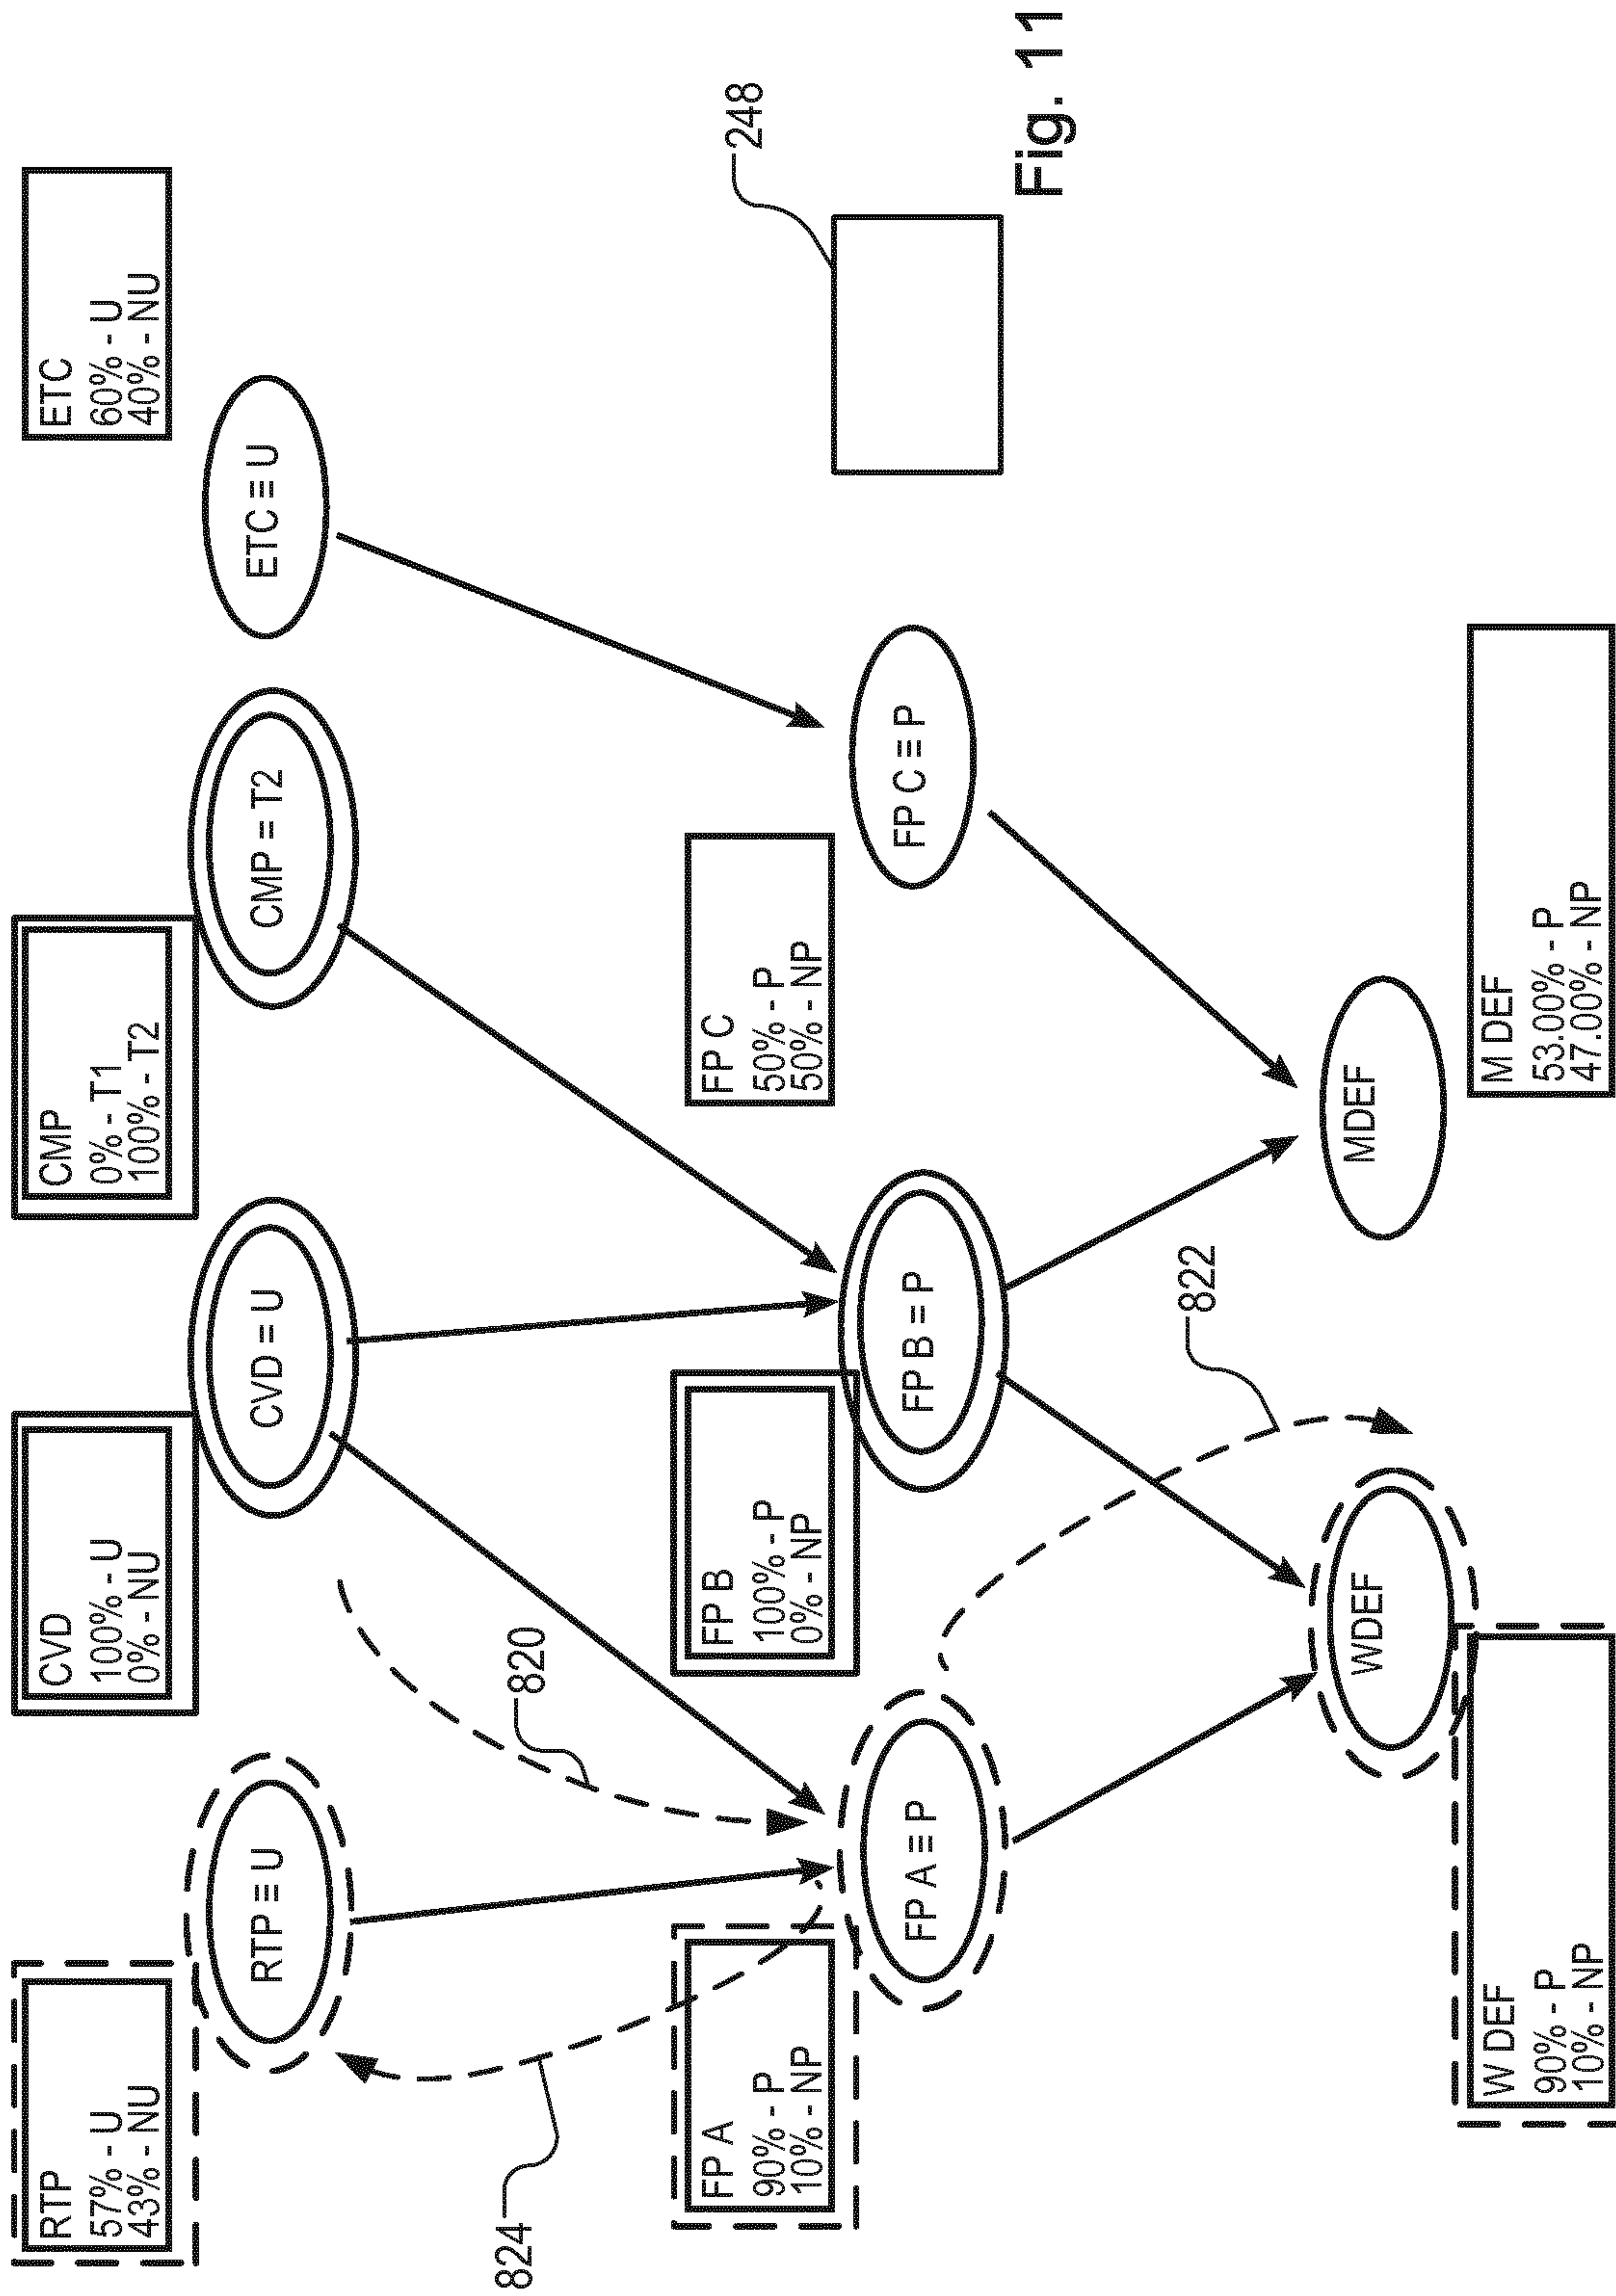 RTP
57% - U
43% - NU
CVD
100% - U
0% - NU
CMP
0% - T1
100% - T2
ETC
60% - U
40% - NU
RTP = U
CVD = U
CMP = T2
ETC = U
824
820
248
FP A
90% - P
10% - NP
FP B
100% - P
0% - NP
FP C
50% - P
50% - NP
FP A = P
FP B = P
FP C = P
822
WDEF
MDEF
W DEF
90% - P
10% - NP
M DEF
53.00% - P
47.00% - NP
Fig. 11